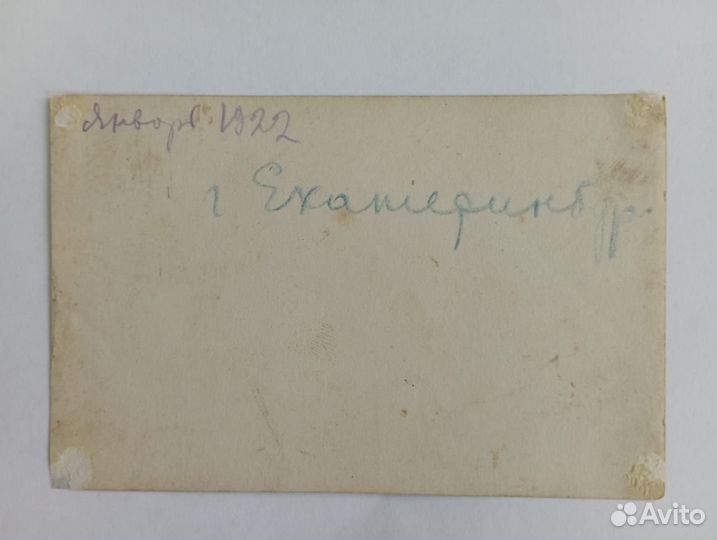 Январь 1922
г Екатеринбург
Avito